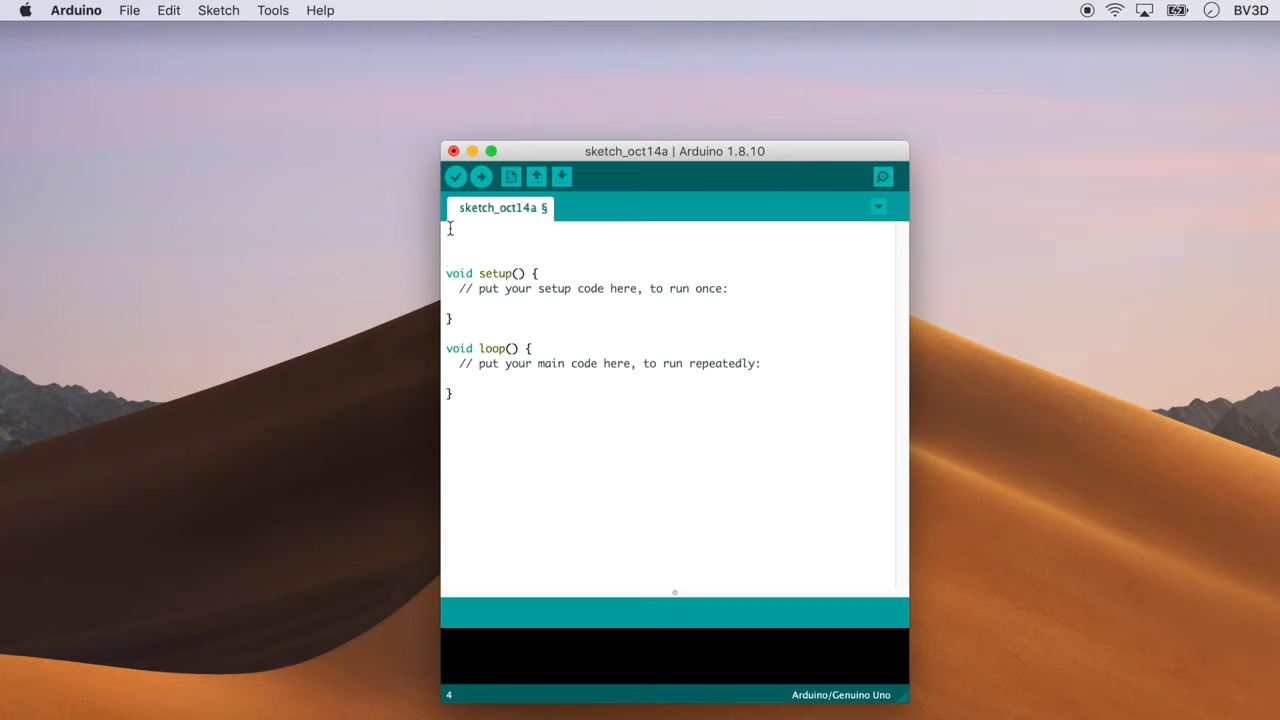 Arduino File Edit Sketch Tools Help BV3D
sketch_oct14a | Arduino 1.8.10
sketch_oct14a §
void setup() {
// put your setup code here, to run once:
}
void loop() {
// put your main code here, to run repeatedly:
}
4 Arduino/Genuino Uno